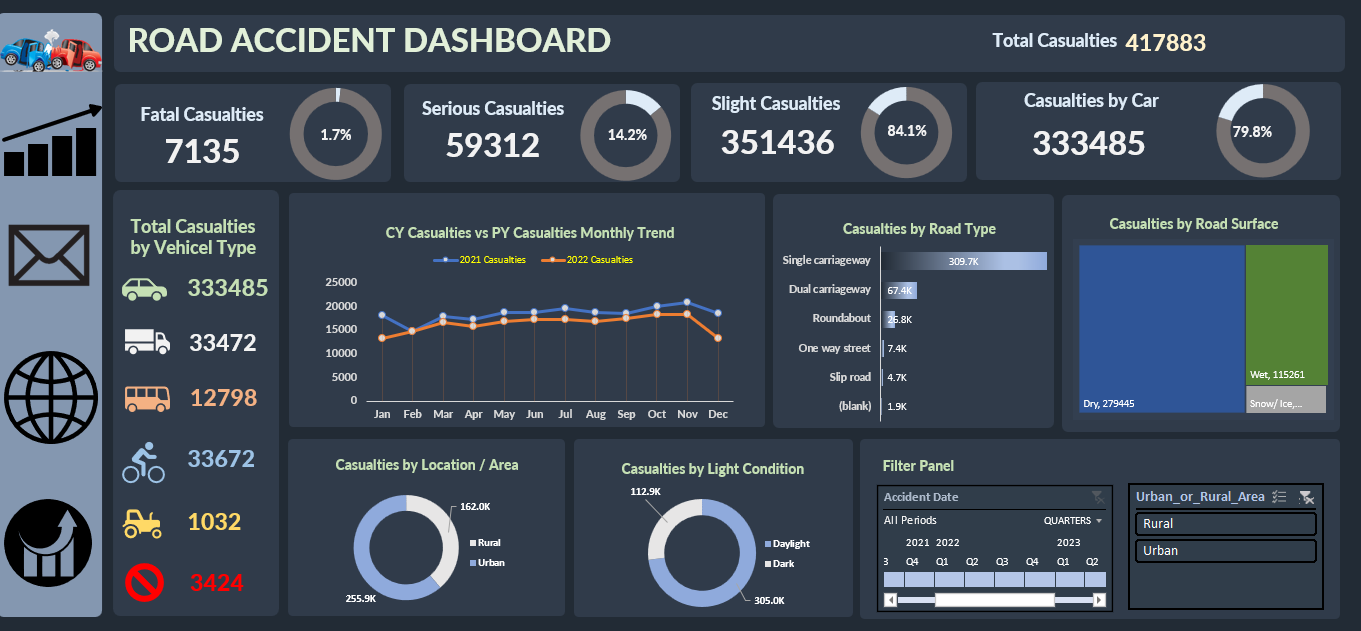 ROAD ACCIDENT DASHBOARD
Total Casualties 417883
Fatal Casualties
7135
1.7%
Serious Casualties
59312
14.2%
Slight Casualties
351436
84.1%
Casualties by Car
333485
79.8%
Total Casualties
by Vehicel Type
333485
33472
12798
33672
1032
3424
CY Casualties vs PY Casualties Monthly Trend
2021 Casualties 2022 Casualties
25000
20000
15000
10000
5000
0
Jan Feb Mar Apr May Jun Jul Aug Sep Oct Nov Dec
Casualties by Road Type
Single carriageway 309.7K
Dual carriageway 67.4K
Roundabout 26.8K
One way street 7.4K
Slip road 4.7K
(blank) 1.9K
Casualties by Road Surface
Dry, 279445
Wet, 115261
Snow/ Ice,...
Casualties by Location / Area
162.0K
Rural
Urban
255.9K
Casualties by Light Condition
112.9K
Daylight
Dark
305.0K
Filter Panel
Accident Date
All Periods QUARTERS
2021 2022 2023
3 Q4 Q1 Q2 Q3 Q4 Q1 Q2
Urban_or_Rural_Area
Rural
Urban